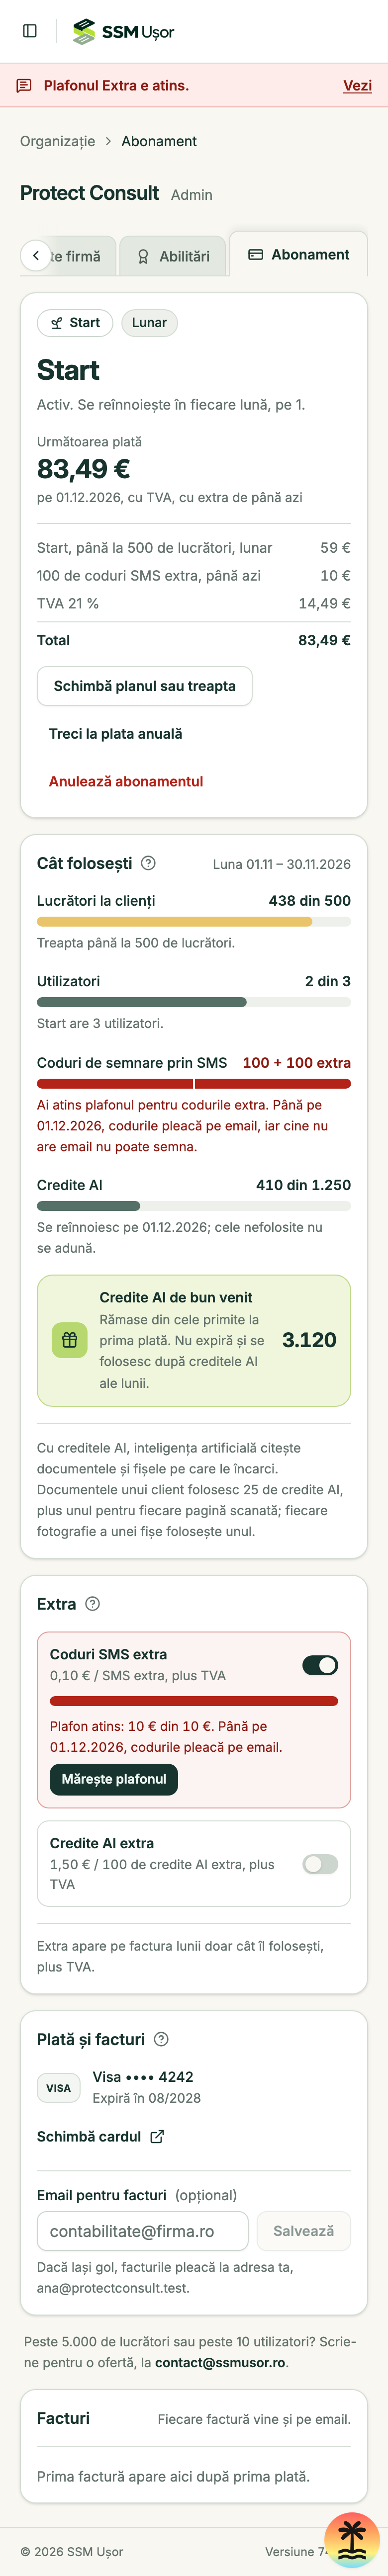 SSM Ușor
Plafonul Extra e atins. Vezi
Organizație > Abonament
Protect Consult Admin
te firmă Abilități Abonament
Start Lunar
Start
Activ. Se reînnoiește în fiecare lună, pe 1.
Următoarea plată
83,49 €
pe 01.12.2026, cu TVA, cu extra de până azi
Start, până la 500 de lucrători, lunar 59 €
100 de coduri SMS extra, până azi 10 €
TVA 21 % 14,49 €
Total 83,49 €
Schimbă planul sau treapta
Treci la plata anuală
Anulează abonamentul
Cât folosești Luna 01.11 – 30.11.2026
Lucrători la clienți 438 din 500
Treapta până la 500 de lucrători.
Utilizatori 2 din 3
Start are 3 utilizatori.
Coduri de semnare prin SMS 100 + 100 extra
Ai atins plafonul pentru codurile extra. Până pe
01.12.2026, codurile pleacă pe email, iar cine nu
are email nu poate semna.
Credite AI 410 din 1.250
Se reînnoiesc pe 01.12.2026; cele nefolosite nu
se adună.
Credite AI de bun venit
Rămase din cele primite la
prima plată. Nu expiră și se
folosesc după creditele AI
ale lunii.
3.120
Cu creditele AI, inteligența artificială citește
documentele și fișele pe care le încarci.
Documentele unui client folosesc 25 de credite AI,
plus unul pentru fiecare pagină scanată; fiecare
fotografie a unei fișe folosește unul.
Extra
Coduri SMS extra
0,10 € / SMS extra, plus TVA
Plafon atins: 10 € din 10 €. Până pe
01.12.2026, codurile pleacă pe email.
Mărește plafonul
Credite AI extra
1,50 € / 100 de credite AI extra, plus
TVA
Extra apare pe factura lunii doar cât îl folosești,
plus TVA.
Plată și facturi
VISA
Visa •••• 4242
Expiră în 08/2028
Schimbă cardul
Email pentru facturi (opțional)
contabilitate@firma.ro Salvează
Dacă lași gol, facturile pleacă la adresa ta,
ana@protectconsult.test.
Peste 5.000 de lucrători sau peste 10 utilizatori? Scrie-
ne pentru o ofertă, la contact@ssmusor.ro.
Facturi Fiecare factură vine și pe email.
Prima factură apare aici după prima plată.
© 2026 SSM Ușor Versiune